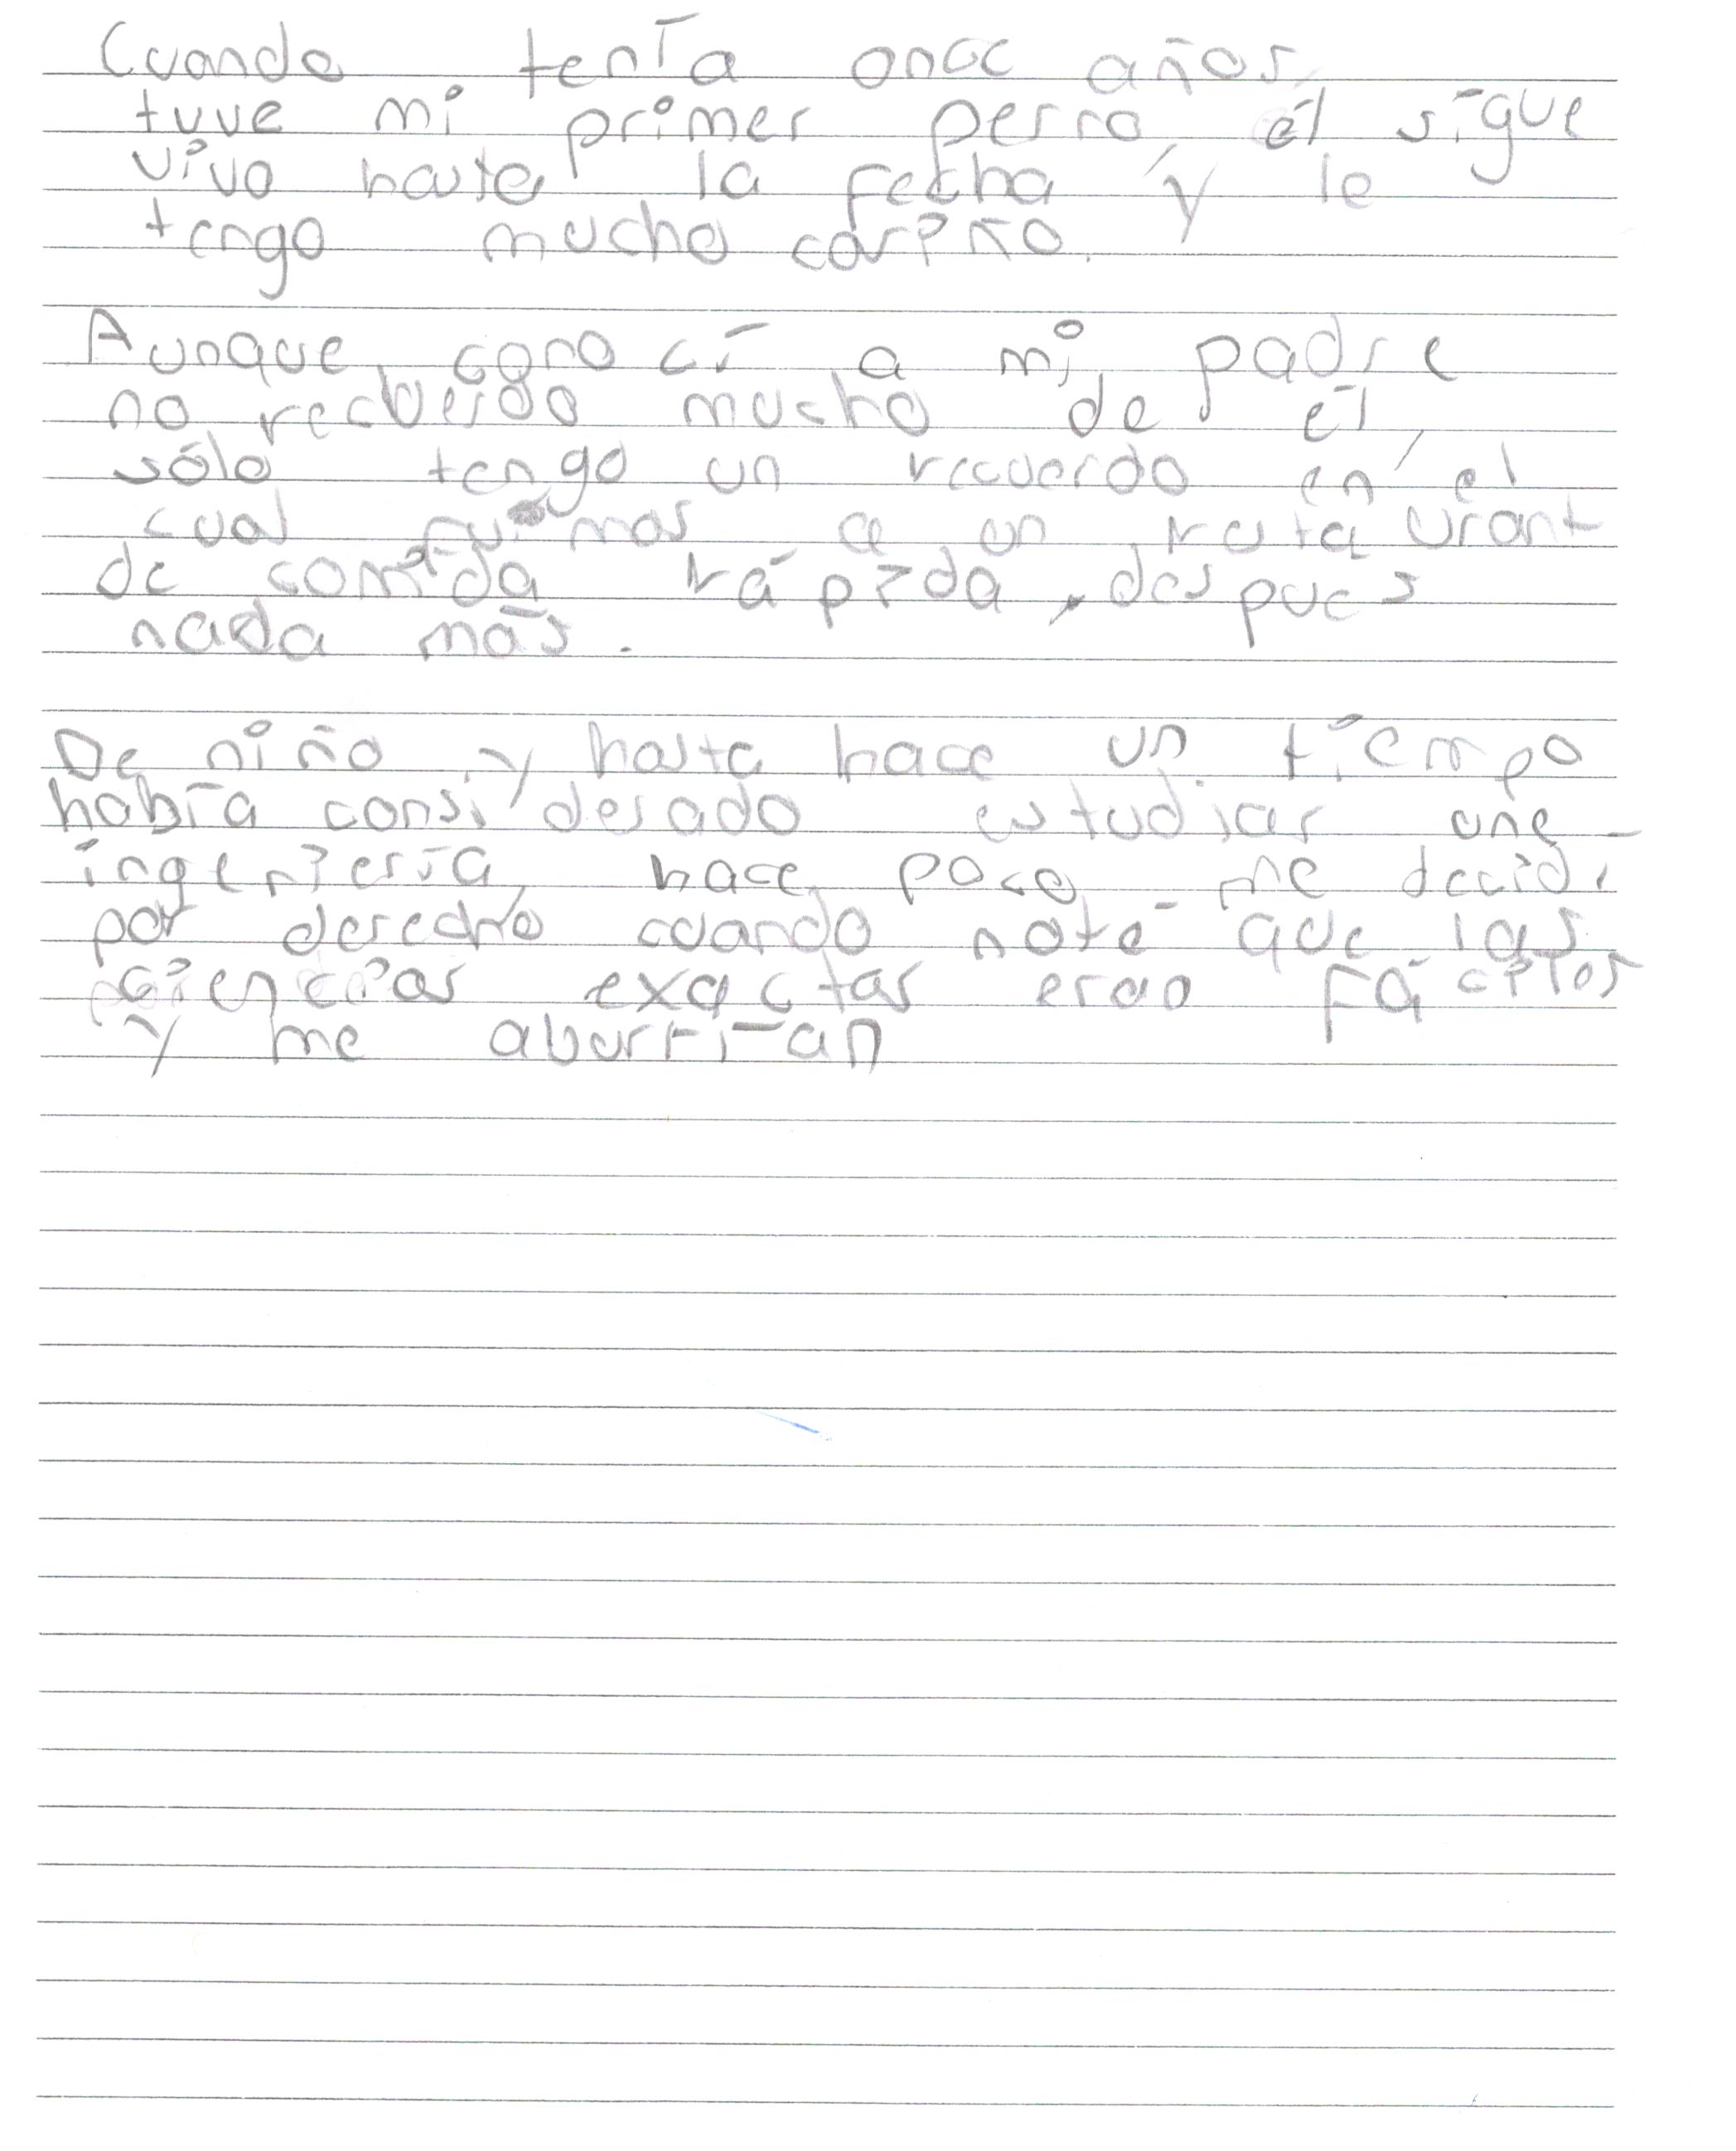 Cuando tenía once años,
tuve mi primer perro, él sigue
vivo hasta la fecha y le
tengo mucho cariño.
Aunque conocí a mi padre
no recuerdo mucho de él,
sólo tengo un recuerdo en el
cual fuimos a un restaurant
de comida rápida, después
nada más.
De niño y hasta hace un tiempo
había considerado estudiar una
ingeniería, hace poco me decidi
por derecho cuando noté que las
ciencias exactas eran fáciles
y me aburrían